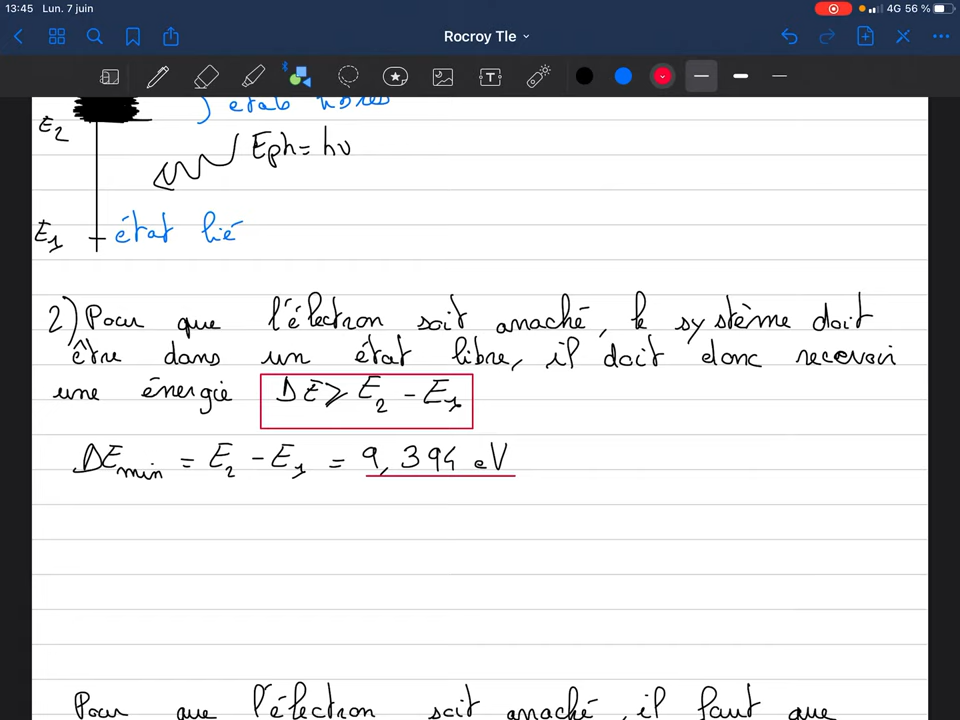 13:45 Lun. 7 juin
4G 56 %
Rocroy Tle
E2
états libres
Eph = hν
E1 état lié
2) Pour que l'électron soit arraché, le système doit
être dans un état libre, il doit donc recevoir
une énergie ΔE ⩾ E2 - E1
ΔEmin = E2 - E1 = 9,394 eV
Pour que l'électron soit arraché, il faut que